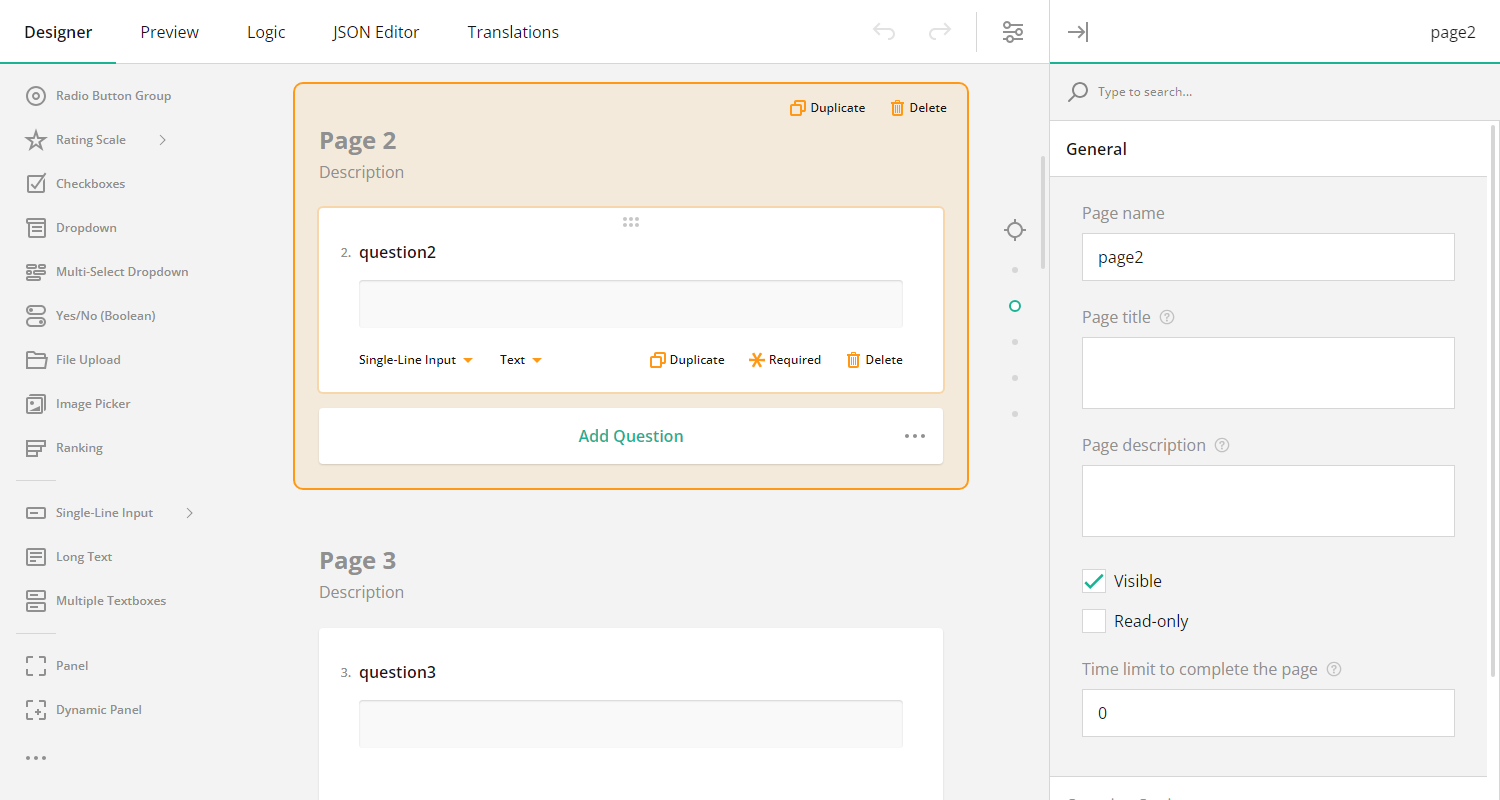 Designer
Preview
Logic
JSON Editor
Translations
page2
Radio Button Group
Rating Scale
Checkboxes
Dropdown
Multi-Select Dropdown
Yes/No (Boolean)
File Upload
Image Picker
Ranking
Single-Line Input
Long Text
Multiple Textboxes
Panel
Dynamic Panel
Duplicate
Delete
Page 2
Description
2. question2
Single-Line Input
Text
Duplicate
Required
Delete
Add Question
Page 3
Description
3. question3
Type to search...
General
Page name
page2
Page title
Page description
Visible
Read-only
Time limit to complete the page
0